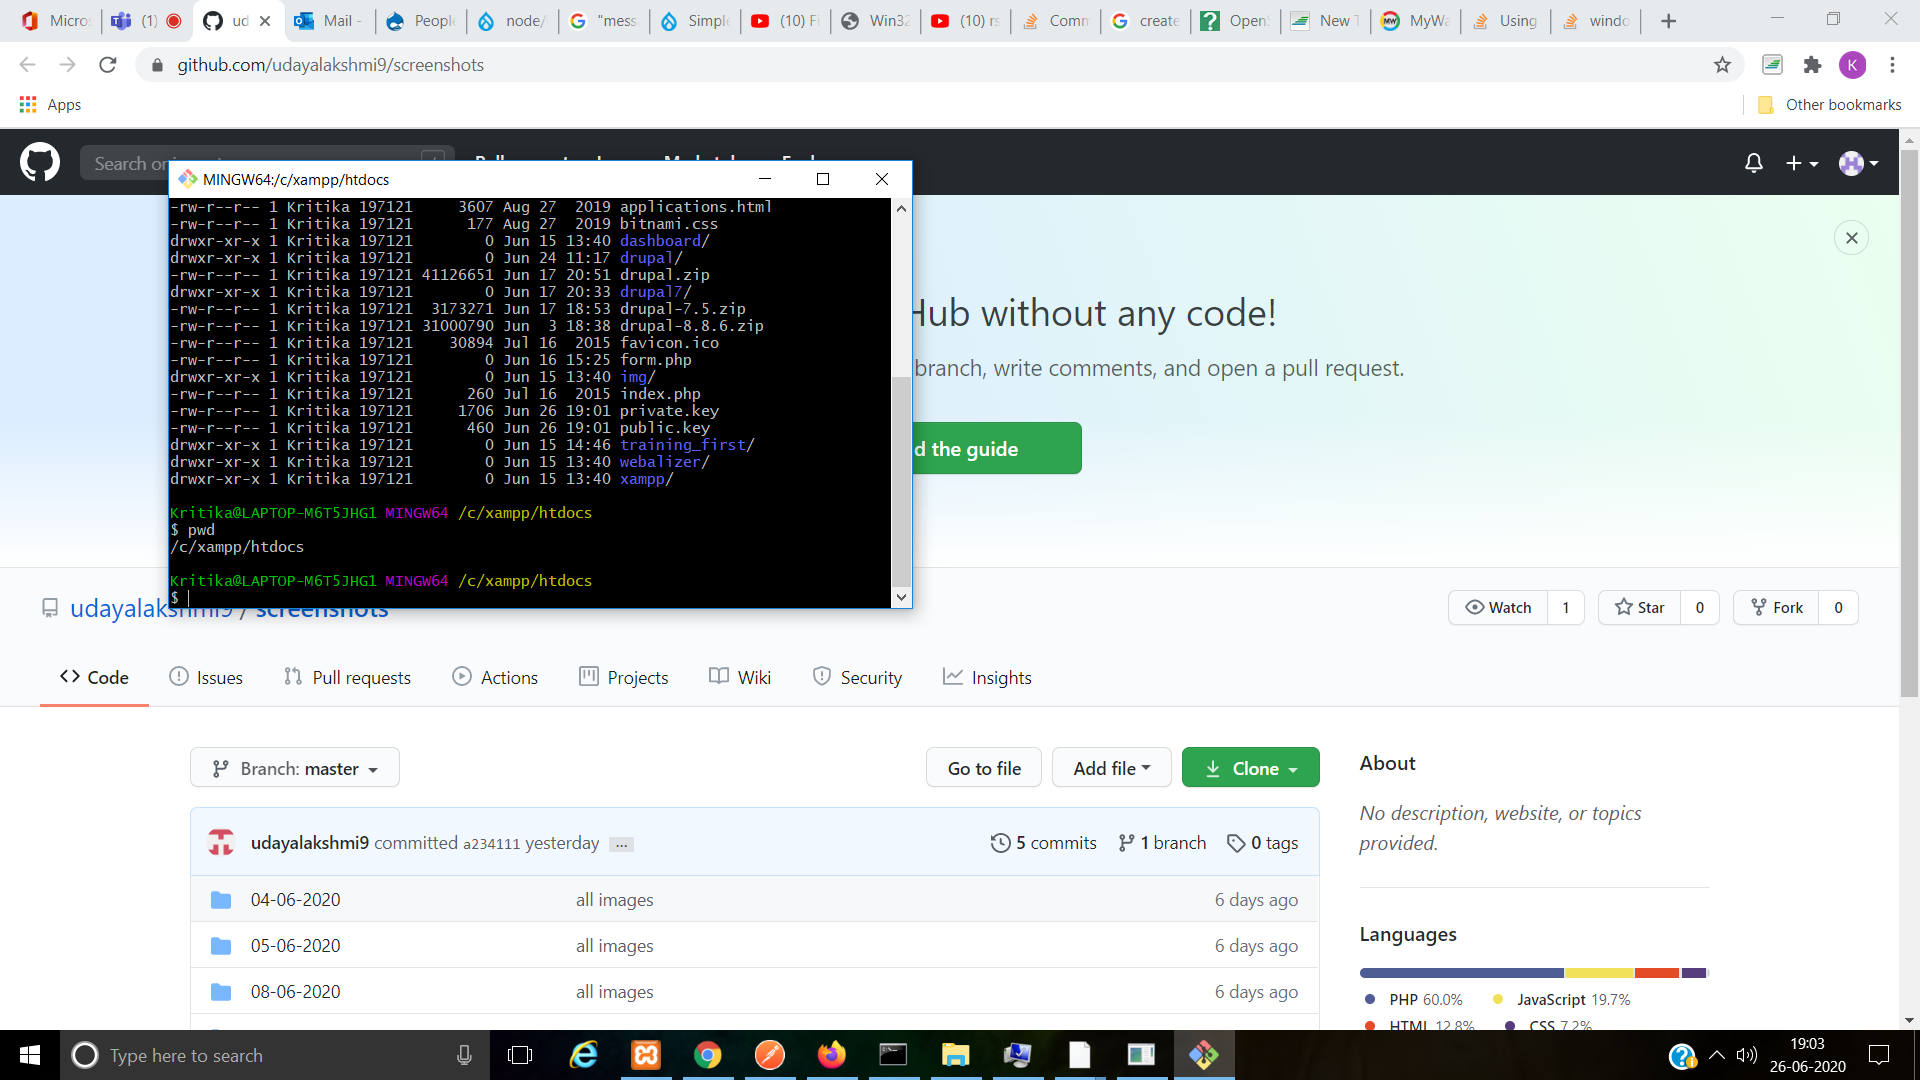 Micros
(1)
ud
Mail -
People
node/
"mess
Simple
(10) Fi
Win32
(10) rs
Comm
create
Open
New T
MyWa
Using
windo
github.com/udayalakshmi9/screenshots
K
Apps
Other bookmarks
Search or
MINGW64:/c/xampp/htdocs
-rw-r--r-- 1 Kritika 197121     3607 Aug 27  2019 applications.html
-rw-r--r-- 1 Kritika 197121      177 Aug 27  2019 bitnami.css
drwxr-xr-x 1 Kritika 197121        0 Jun 15 13:40 dashboard/
drwxr-xr-x 1 Kritika 197121        0 Jun 24 11:17 drupal/
-rw-r--r-- 1 Kritika 197121 41126651 Jun 17 20:51 drupal.zip
drwxr-xr-x 1 Kritika 197121        0 Jun 17 20:33 drupal7/
-rw-r--r-- 1 Kritika 197121  3173271 Jun 17 18:53 drupal-7.5.zip
-rw-r--r-- 1 Kritika 197121 31000790 Jun  3 18:38 drupal-8.8.6.zip
-rw-r--r-- 1 Kritika 197121    30894 Jul 16  2015 favicon.ico
-rw-r--r-- 1 Kritika 197121        0 Jun 16 15:25 form.php
drwxr-xr-x 1 Kritika 197121        0 Jun 15 13:40 img/
-rw-r--r-- 1 Kritika 197121      260 Jul 16  2015 index.php
-rw-r--r-- 1 Kritika 197121     1706 Jun 26 19:01 private.key
-rw-r--r-- 1 Kritika 197121      460 Jun 26 19:01 public.key
drwxr-xr-x 1 Kritika 197121        0 Jun 15 14:46 training_first/
drwxr-xr-x 1 Kritika 197121        0 Jun 15 13:40 webalizer/
drwxr-xr-x 1 Kritika 197121        0 Jun 15 13:40 xampp/
Kritika@LAPTOP-M6T5JHG1 MINGW64 /c/xampp/htdocs
$ pwd
/c/xampp/htdocs
Kritika@LAPTOP-M6T5JHG1 MINGW64 /c/xampp/htdocs
$
Hub without any code!
branch, write comments, and open a pull request.
d the guide
udayalakshmi9 / screenshots
Watch 1
Star 0
Fork 0
Code
Issues
Pull requests
Actions
Projects
Wiki
Security
Insights
Branch: master
Go to file
Add file
Clone
About
No description, website, or topics
provided.
udayalakshmi9 committed a234111 yesterday ...
5 commits
1 branch
0 tags
04-06-2020 all images 6 days ago
05-06-2020 all images 6 days ago
08-06-2020 all images 6 days ago
Languages
PHP 60.0%
JavaScript 19.7%
HTML 12.8%
CSS 7.2%
Type here to search
19:03
26-06-2020